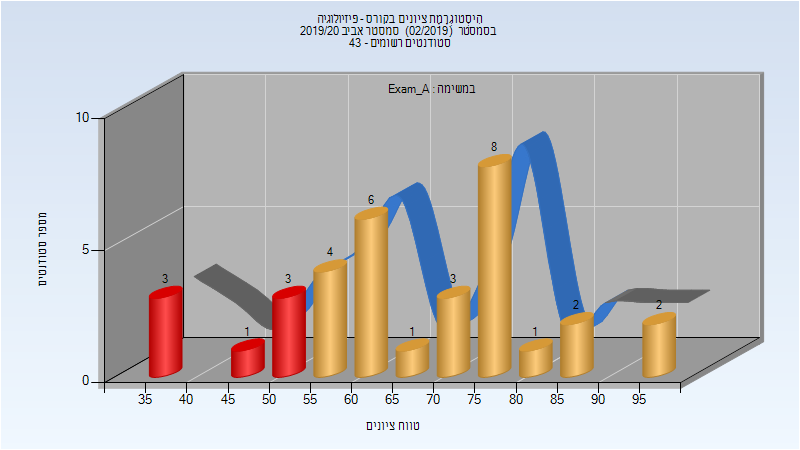 היסטוגרמת ציונים בקורס - פיזיולוגיה
בסמסטר (02/2019) סמסטר אביב 2019/20
סטודנטים רשומים - 43
במשימה : Exam_A
מספר סטודנטים
10
5
0
3
1
3
4
6
1
3
8
1
2
2
35 40 45 50 55 60 65 70 75 80 85 90 95
טווח ציונים